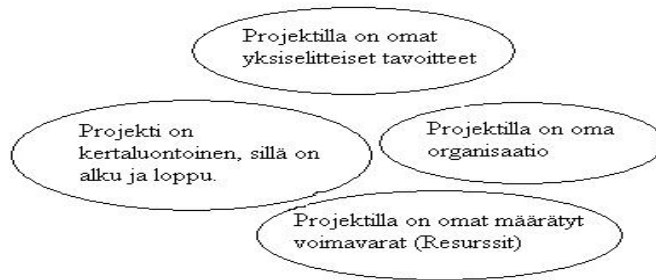 Projektilla on omat
yksiselitteiset tavoitteet
Projekti on
kertaluontoinen, sillä on
alku ja loppu.
Projektilla on oma
organisaatio
Projektilla on omat määrätyt
voimavarat (Resurssit)